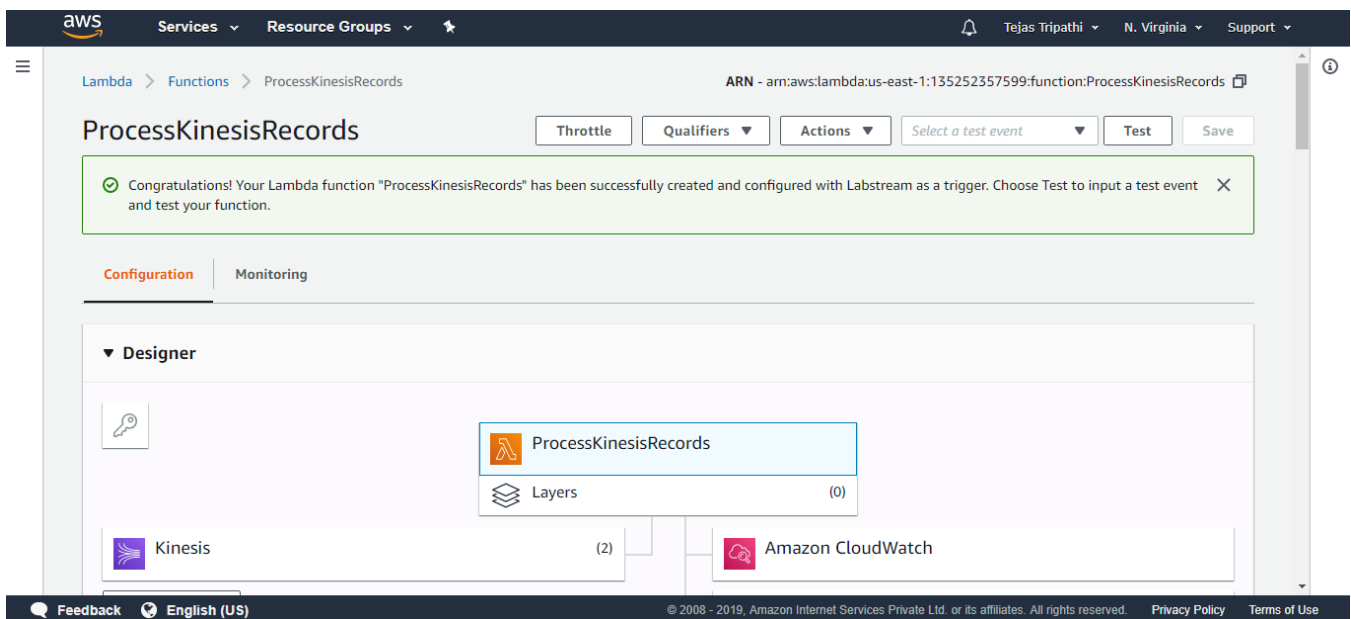 aws Services Resource Groups Tejas Tripathi N. Virginia Support
Lambda > Functions > ProcessKinesisRecords ARN - arn:aws:lambda:us-east-1:135252357599:function:ProcessKinesisRecords
ProcessKinesisRecords Throttle Qualifiers Actions Select a test event Test Save
Congratulations! Your Lambda function "ProcessKinesisRecords" has been successfully created and configured with Labstream as a trigger. Choose Test to input a test event
and test your function.
Configuration Monitoring
Designer
ProcessKinesisRecords
Layers (0)
Kinesis (2) Amazon CloudWatch
Feedback English (US) © 2008 - 2019, Amazon Internet Services Private Ltd. or its affiliates. All rights reserved. Privacy Policy Terms of Use